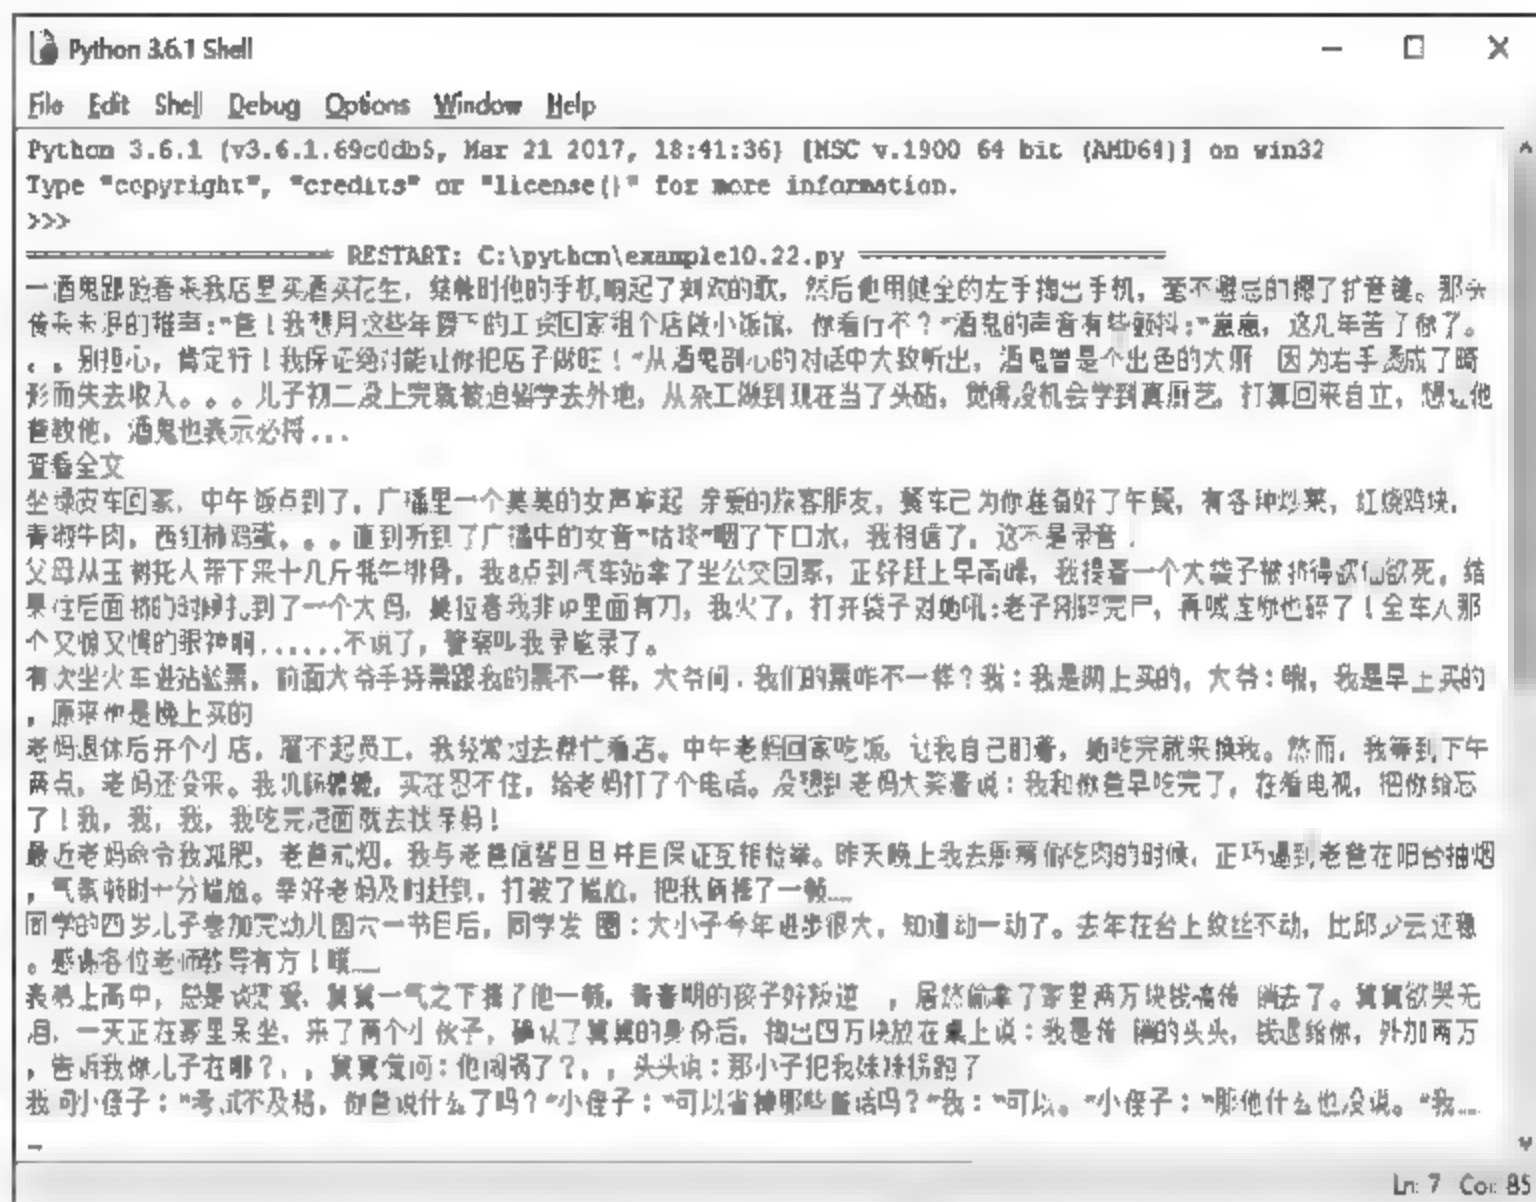 Python 3.6.1 Shell
File Edit Shell Debug Options Window Help
Python 3.6.1 (v3.6.1:69c0db5, Mar 21 2017, 18:41:36) [MSC v.1900 64 bit (AMD64)] on win32
Type "copyright", "credits" or "license()" for more information.
>>>
RESTART: C:\python\example10.22.py
一酒鬼踉跄着来我店里买酒买花生,结帐时他的手机响起了刘欢的歌,然后他用健全的左手掏出手机,毫不避忌的摁了扩音键。那头
传来未泯的稚声:"爸!我想用这些年攒下的工资回家租个店做小饭馆,你看行不?"酒鬼的声音有些颤抖:"崽崽,这几年苦了你了。
。。别担心,肯定行!我保证绝对能让你把店子做旺!"从酒鬼剖心的对话中大致听出,酒鬼曾是个出色的大厨 因为右手烫成了畸
形而失去收入。。。儿子初二没上完就被迫辍学去外地,从杂工做到现在当了头砧,觉得没机会学到真厨艺,打算回来自立,想让他
爸教他,酒鬼也表示必将...
查看全文
坐绿皮车回家,中午饭点到了,广播里一个美美的女声响起 亲爱的旅客朋友,餐车已为你准备好了午餐,有各种炒菜,红烧鸡块,
青椒牛肉,西红柿鸡蛋。。。直到听到了广播中的女音"咕咚"咽了下口水,我相信了,这不是录音!
父母从玉树托人带下来十几斤牦牛排骨,我8点到汽车站拿了坐公交回家,正好赶上早高峰,我提着一个大袋子被挤得欲仙欲死,结
果往后面挤的时候扎到了一个大妈,她拉着我非说里面有刀,我火了,打开袋子对她吼:老子刚碎完尸,再喊连你也碎了!全车人那
个又惊又惧的眼神啊......不说了,警察叫我录笔录了。
有次坐火车进站检票,前面大爷手持票跟我的票不一样,大爷问:我们的票咋不一样?我:我是网上买的,大爷:哦,我是早上买的
,原来你是晚上买的
老妈退休后开个小店,雇不起员工,我经常过去帮忙看店。中午老妈回家吃饭,让我自己盯着,她吃完就来换我。然而,我等到下午
两点,老妈还没来。我饥肠辘辘,实在忍不住,给老妈打了个电话。没想到老妈大笑着说:我和你爸早吃完了,在看电视,把你给忘
了!我,我,我,我吃完泡面就去找亲妈!
最近老妈命令我减肥,老爸戒烟。我与老爸信誓旦旦并且保证互相检举。昨天晚上我去厨房偷吃肉的时候,正巧遇到老爸在阳台抽烟
,气氛顿时十分尴尬。幸好老妈及时赶到,打破了尴尬,把我俩揍了一顿……
同学的四岁儿子参加完幼儿园六一节目后,同学发 圈:大小子今年进步很大,知道动一动了。去年在台上纹丝不动,比邱少云还稳
。感谢各位老师教导有方!噗……
表弟上高中,总是谈恋爱,舅舅一气之下揍了他一顿,青春期的孩子好叛逆 ,居然偷拿了家里两万块钱搞传 销去了。舅舅欲哭无
泪,一天正在家里呆坐,来了两个小伙子,确认了舅舅的身份后,掏出四万块放在桌上说:我是传 销的头头,钱退给你,外加两万
,告诉我你儿子在哪?,,舅舅惊问:他闯祸了?,,头头说:那小子把我妹妹拐跑了
我问小侄子:"考试不及格,你爸说什么了吗?"小侄子:"可以省掉那些脏话吗?"我:"可以。"小侄子:"那他什么也没说。"我……
Ln: 7 Col: 85